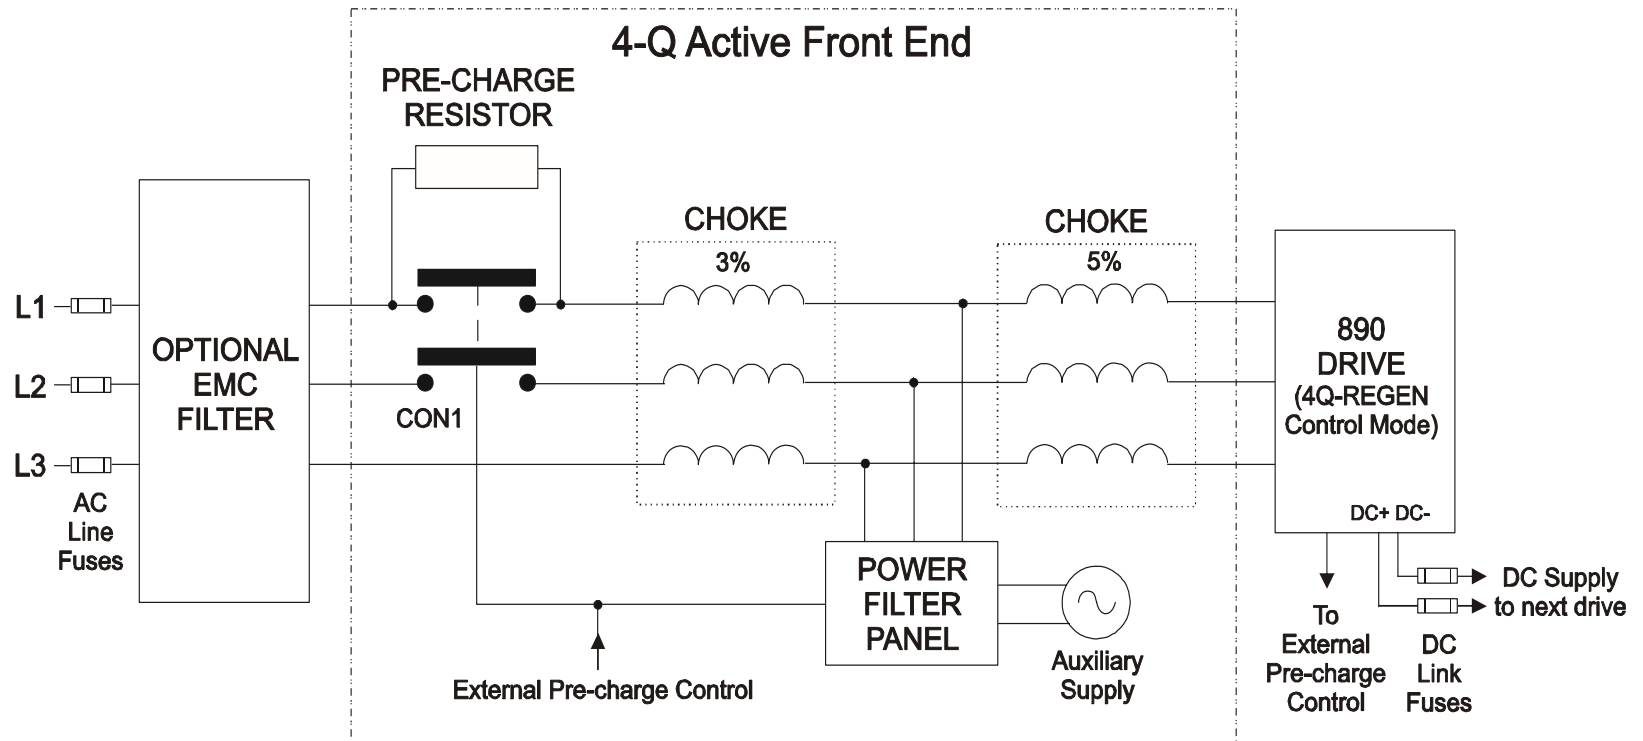 4-Q Active Front End
PRE-CHARGE
RESISTOR
CHOKE
3%
CHOKE
5%
L1
L2
L3
AC
Line
Fuses
OPTIONAL
EMC
FILTER
CON1
890
DRIVE
(4Q-REGEN
Control Mode)
DC+ DC-
POWER
FILTER
PANEL
Auxiliary
Supply
External Pre-charge Control
To
External
Pre-charge
Control
DC
Link
Fuses
DC Supply
to next drive